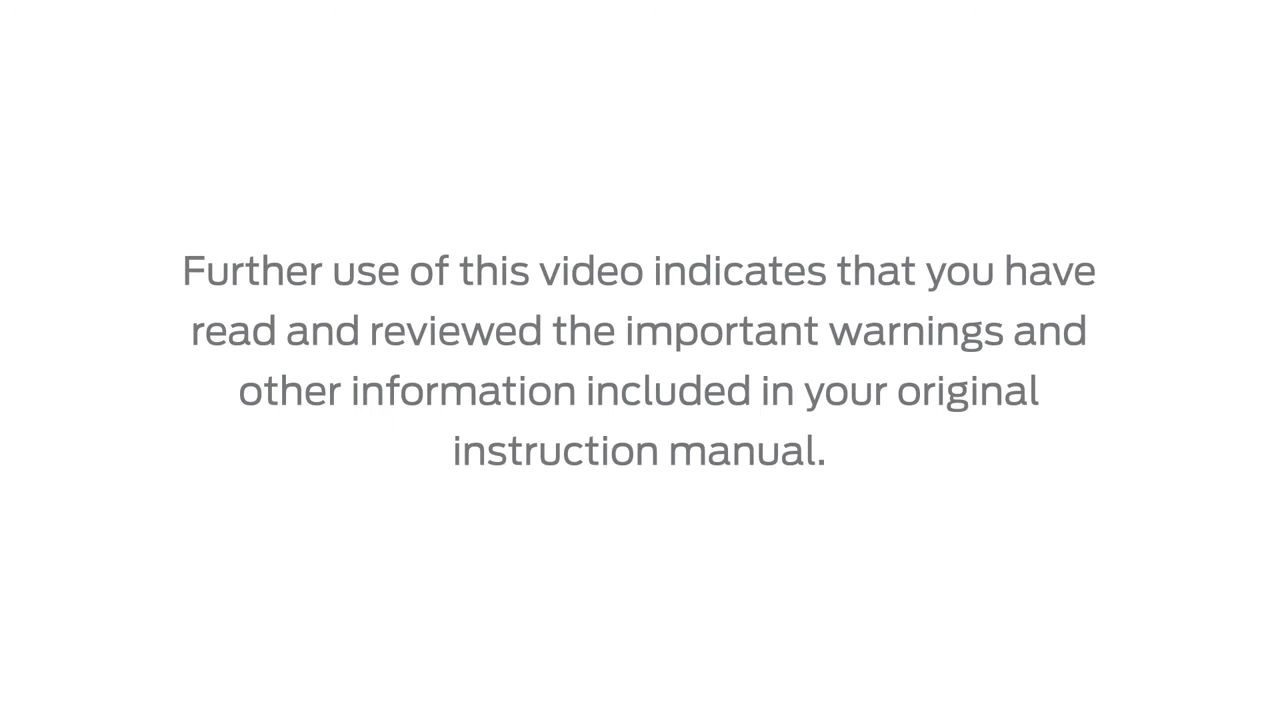 Further use of this video indicates that you have
read and reviewed the important warnings and
other information included in your original
instruction manual.